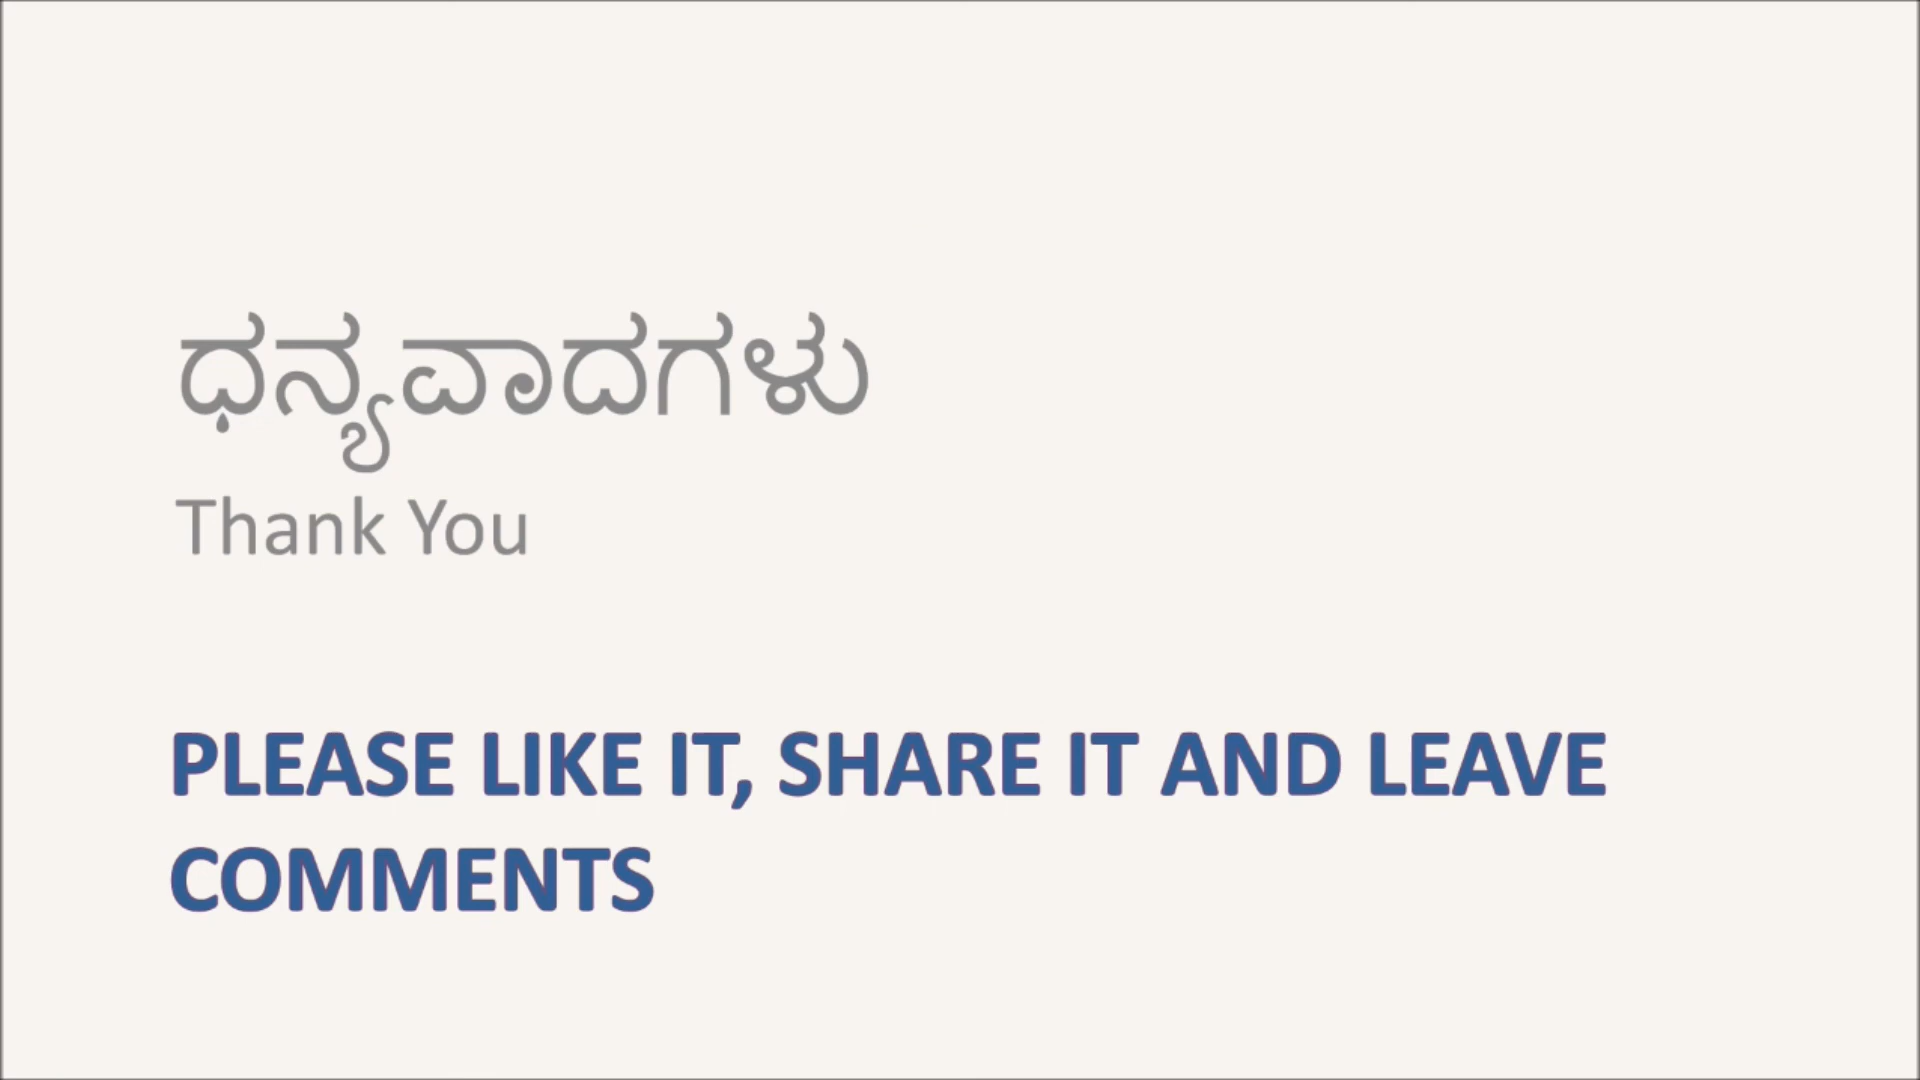 ಧನ್ಯವಾದಗಳು
Thank You
PLEASE LIKE IT, SHARE IT AND LEAVE
COMMENTS